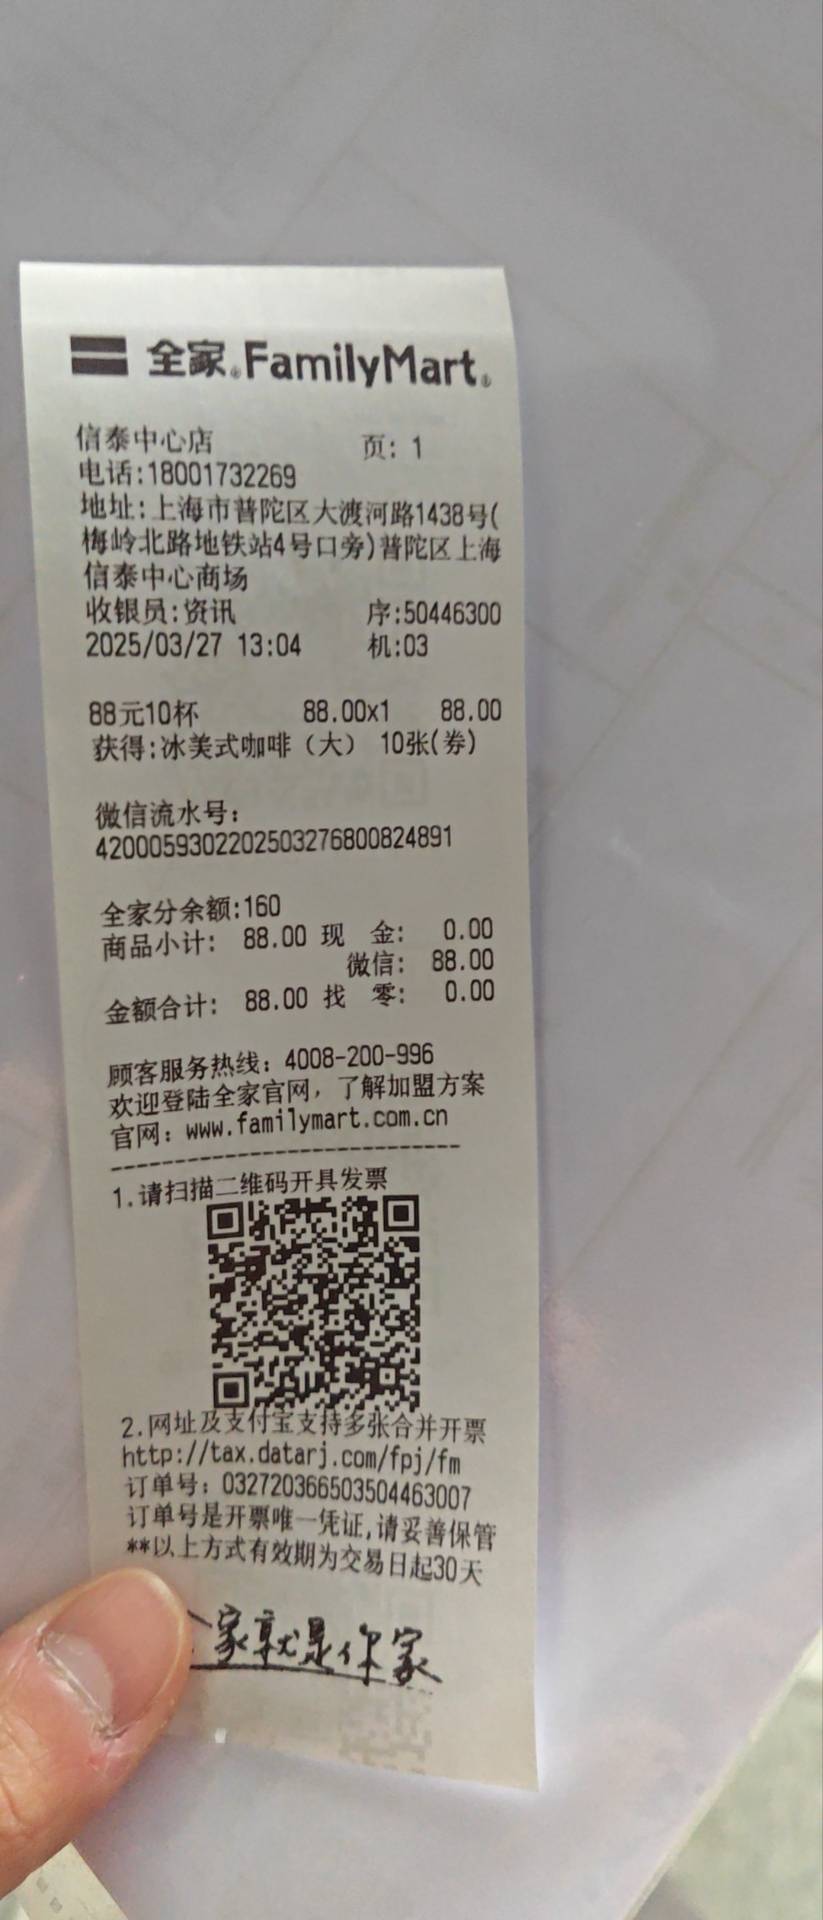 全家®FamilyMart®
信泰中心店 页: 1
电话:18001732269
地址:上海市普陀区大渡河路1438号(
梅岭北路地铁站4号口旁)普陀区上海
信泰中心商场
收银员:资讯 序:50446300
2025/03/27 13:04 机:03
88元10杯 88.00x1 88.00
获得:冰美式咖啡（大） 10张(券)
微信流水号:
4200059302202503276800824891
全家分余额:160
商品小计: 88.00 现 金: 0.00
微信: 88.00
金额合计: 88.00 找 零: 0.00
顾客服务热线: 4008-200-996
欢迎登陆全家官网，了解加盟方案
官网: www.familymart.com.cn
1.请扫描二维码开具发票
2.网址及支付宝支持多张合并开票
http://tax.datarj.com/fpj/fm
订单号: 032720366503504463007
订单号是开票唯一凭证,请妥善保管
**以上方式有效期为交易日起30天
家就是你家